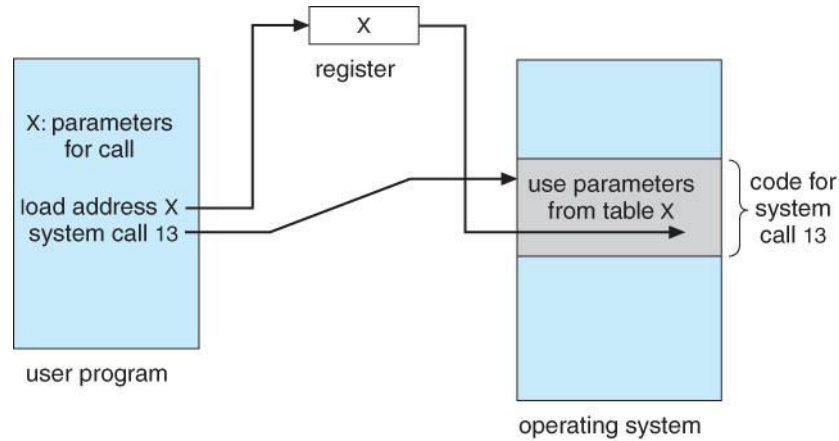 X
register
X: parameters
for call
load address X
system call 13
user program
use parameters
from table X
code for
system
call 13
operating system